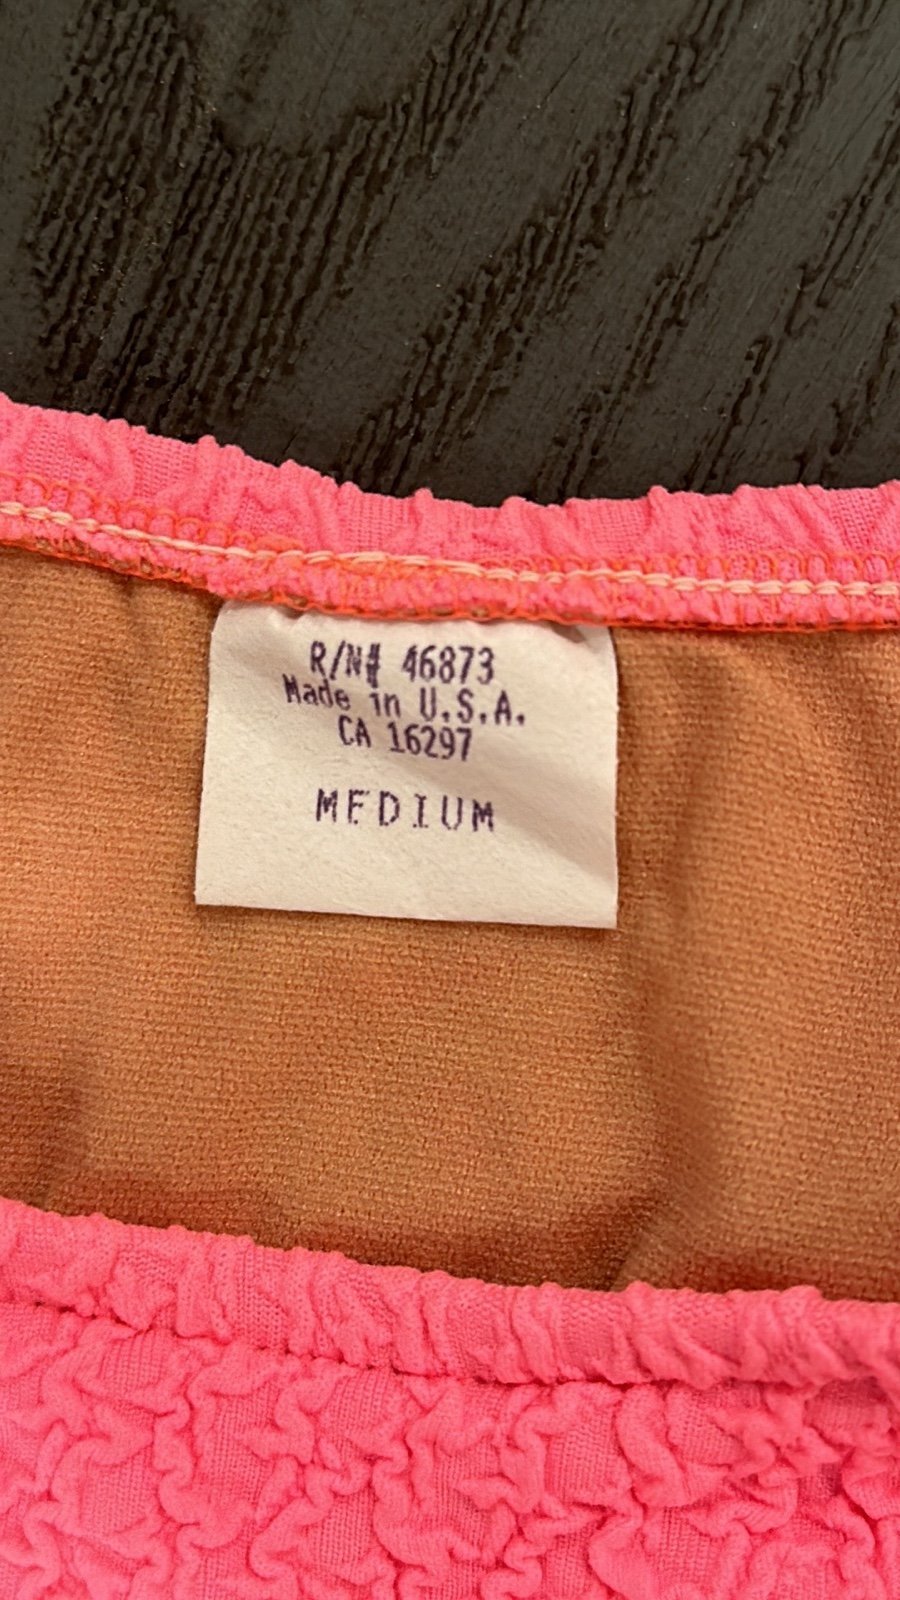 R/N# 46873
Made in U.S.A.
CA 16297
MEDIUM